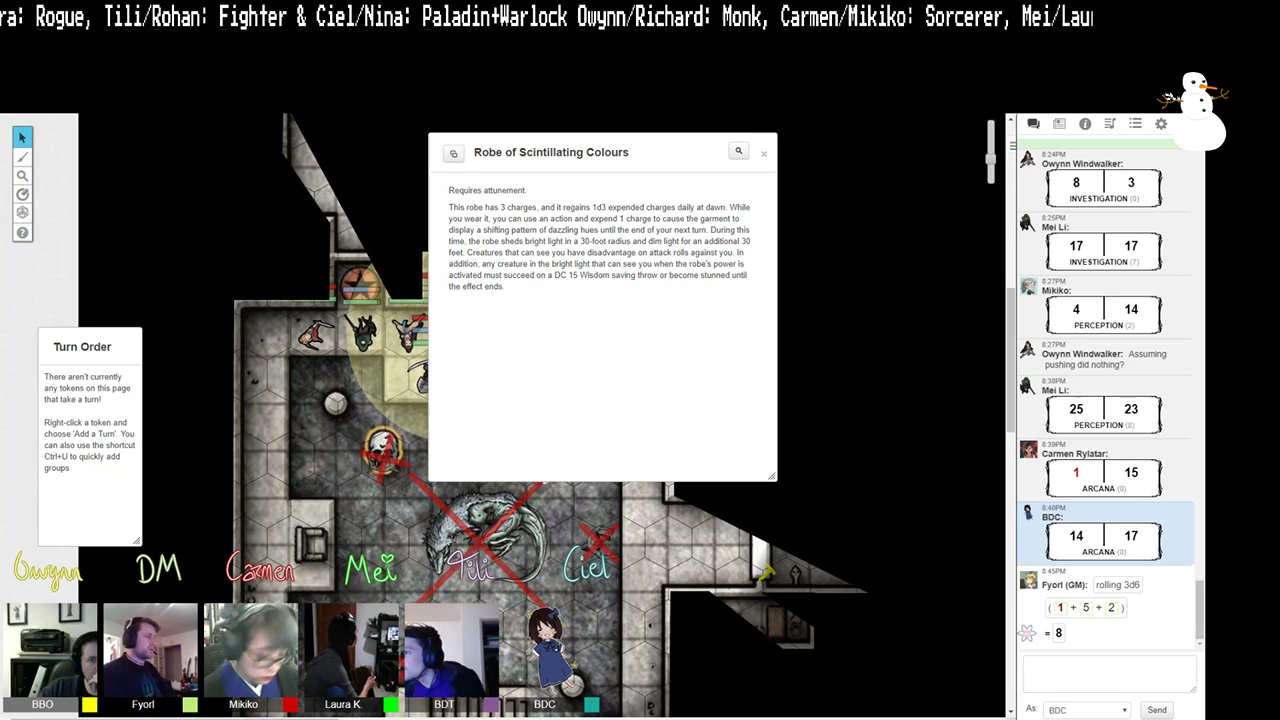 ra: Rogue, Tili/Rohan: Fighter & Ciel/Nina: Paladin+Warlock Owynn/Richard: Monk, Carmen/Mikiko: Sorcerer, Mei/Lau
Robe of Scintillating Colours
Requires attunement.
This robe has 3 charges, and it regains 1d3 expended charges daily at dawn. While
you wear it, you can use an action and expend 1 charge to cause the garment to
display a shifting pattern of dazzling hues until the end of your next turn. During this
time, the robe sheds bright light in a 30-foot radius and dim light for an additional 30
feet. Creatures that can see you have disadvantage on attack rolls against you. In
addition, any creature in the bright light that can see you when the robe's power is
activated must succeed on a DC 15 Wisdom saving throw or become stunned until
the effect ends.
Turn Order
There aren't currently
any tokens on this page
that take a turn!
Right-click a token and
choose 'Add a Turn'. You
can also use the shortcut
Ctrl+U to quickly add
groups.
8:24PM
Owynn Windwalker:
8 3
INVESTIGATION (0)
8:25PM
Mei Li:
17 17
INVESTIGATION (7)
8:27PM
Mikiko:
4 14
PERCEPTION (2)
8:27PM
Owynn Windwalker: Assuming
pushing did nothing?
8:38PM
Mei Li:
25 23
PERCEPTION (8)
8:39PM
Carmen Rylatar:
1 15
ARCANA (0)
8:40PM
BDC:
14 17
ARCANA (0)
8:45PM
Fyorl (GM): rolling 3d6
( 1 + 5 + 2 )
= 8
As: BDC Send
Owynn DM Carmen Mei Tili Ciel
BBO Fyorl Mikiko Laura K. BDT BDC